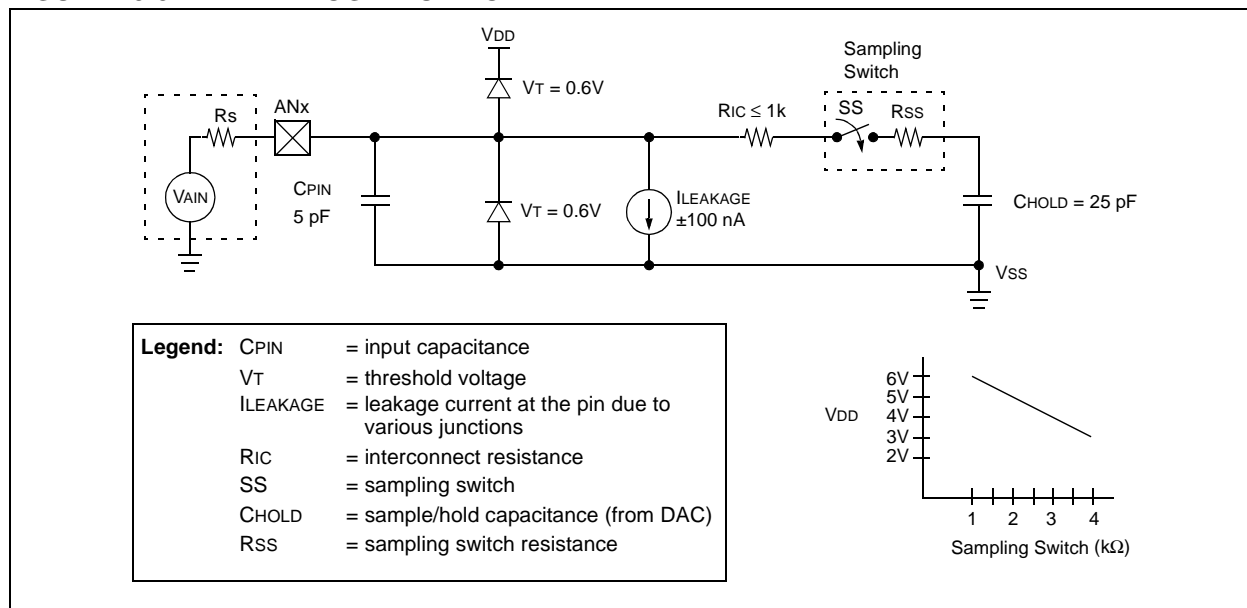 VDD
Sampling
Switch
VT = 0.6V
Rs
ANx
RIC ≤ 1k
SS
RSS
CPIN
5 pF
VAIN
VT = 0.6V
ILEAKAGE
±100 nA
CHOLD = 25 pF
VSS
Legend: CPIN = input capacitance
VT = threshold voltage
ILEAKAGE = leakage current at the pin due to
various junctions
RIC = interconnect resistance
SS = sampling switch
CHOLD = sample/hold capacitance (from DAC)
RSS = sampling switch resistance
6V
5V
VDD
4V
3V
2V
1 2 3 4
Sampling Switch (kΩ)